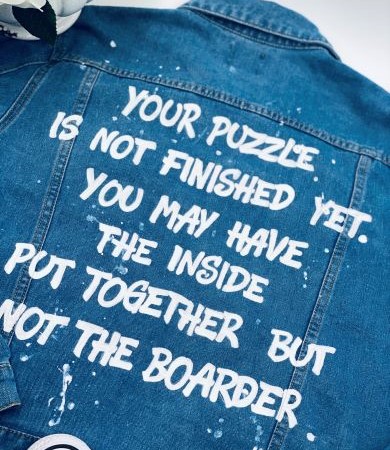 YOUR PUZZLE
IS NOT FINISHED YET.
YOU MAY HAVE
THE INSIDE
PUT TOGETHER BUT
NOT THE BOARDER